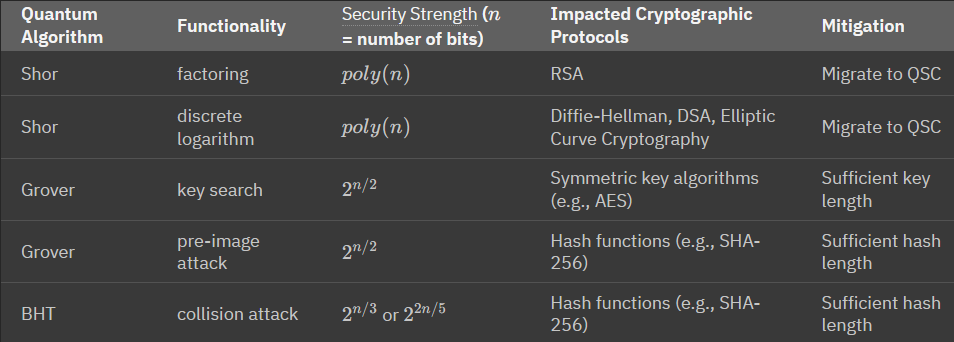 Quantum Algorithm Functionality Security Strength (n = number of bits) Impacted Cryptographic Protocols Mitigation
Shor factoring poly(n) RSA Migrate to QSC
Shor discrete logarithm poly(n) Diffie-Hellman, DSA, Elliptic Curve Cryptography Migrate to QSC
Grover key search 2^{n/2} Symmetric key algorithms (e.g., AES) Sufficient key length
Grover pre-image attack 2^{n/2} Hash functions (e.g., SHA-256) Sufficient hash length
BHT collision attack 2^{n/3} or 2^{2n/5} Hash functions (e.g., SHA-256) Sufficient hash length